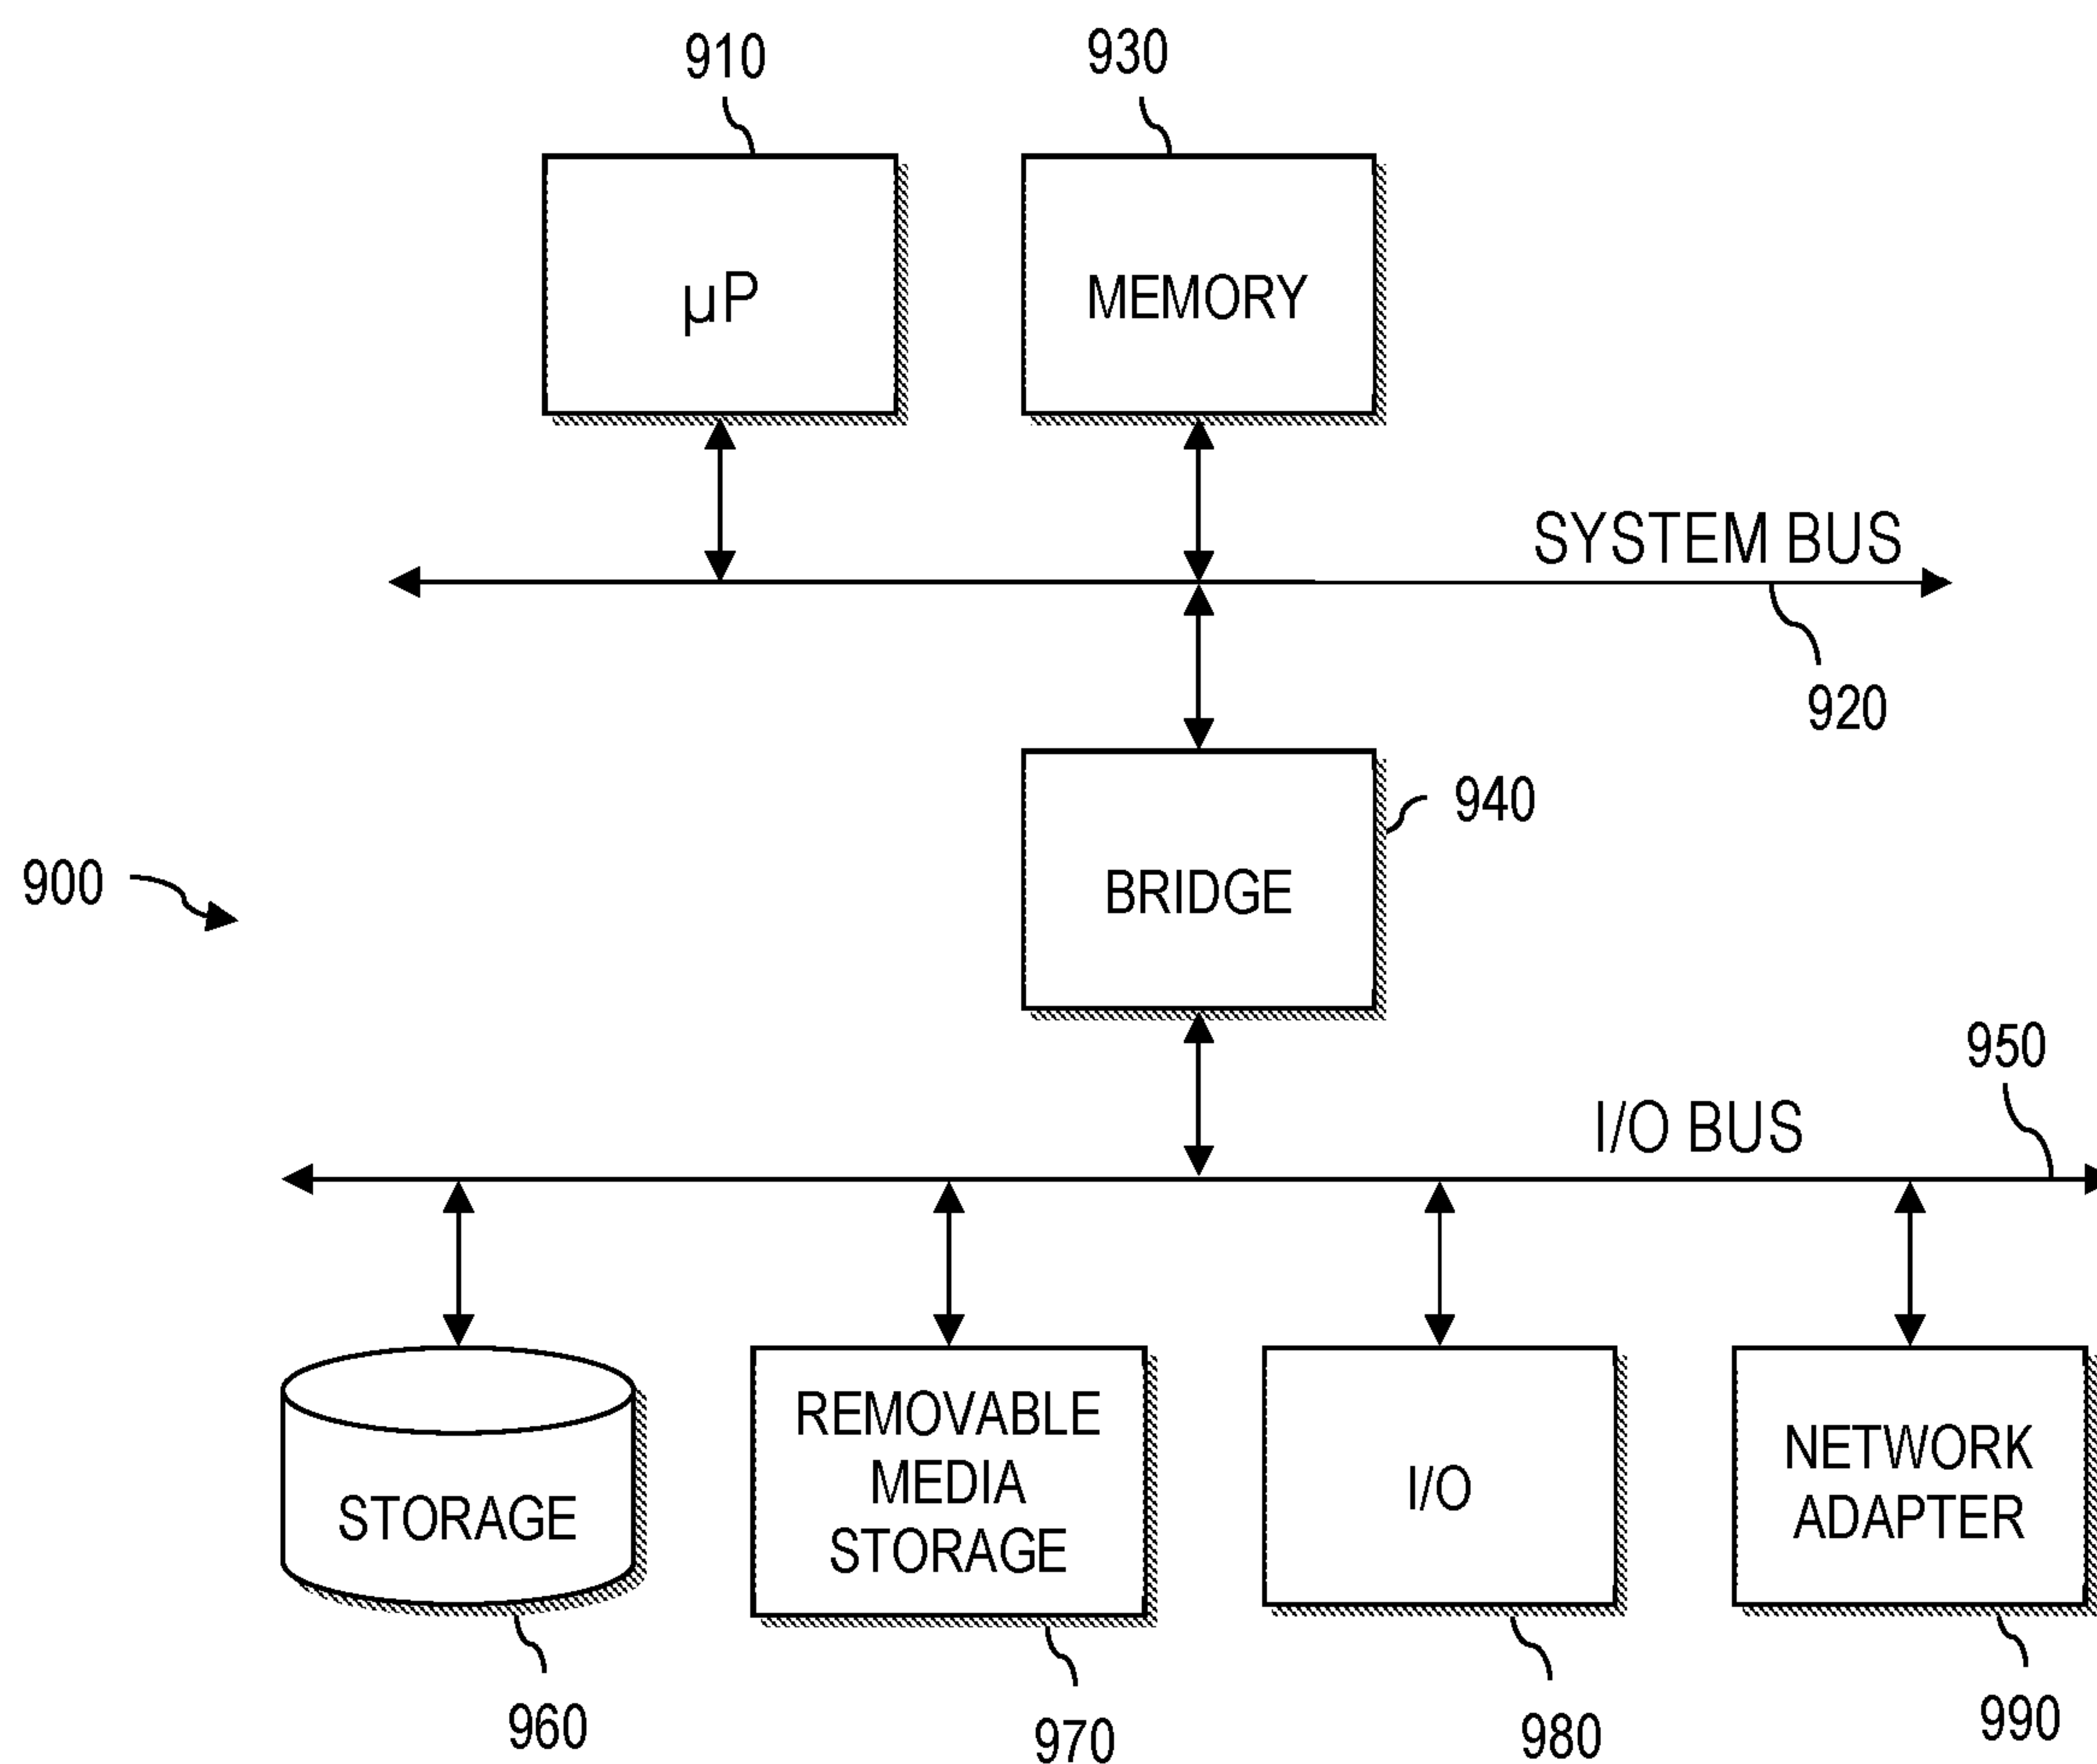 910
930
µP
MEMORY
SYSTEM BUS
920
940
BRIDGE
900
950
I/O BUS
STORAGE
REMOVABLE
MEDIA
STORAGE
I/O
NETWORK
ADAPTER
960
970
980
990